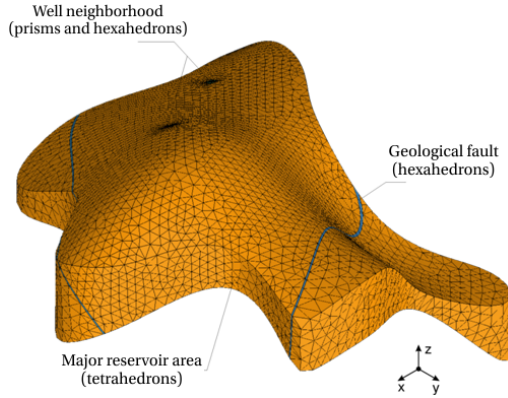 Well neighborhood
(prisms and hexahedrons)
Geological fault
(hexahedrons)
Major reservoir area
(tetrahedrons)
z
x
y